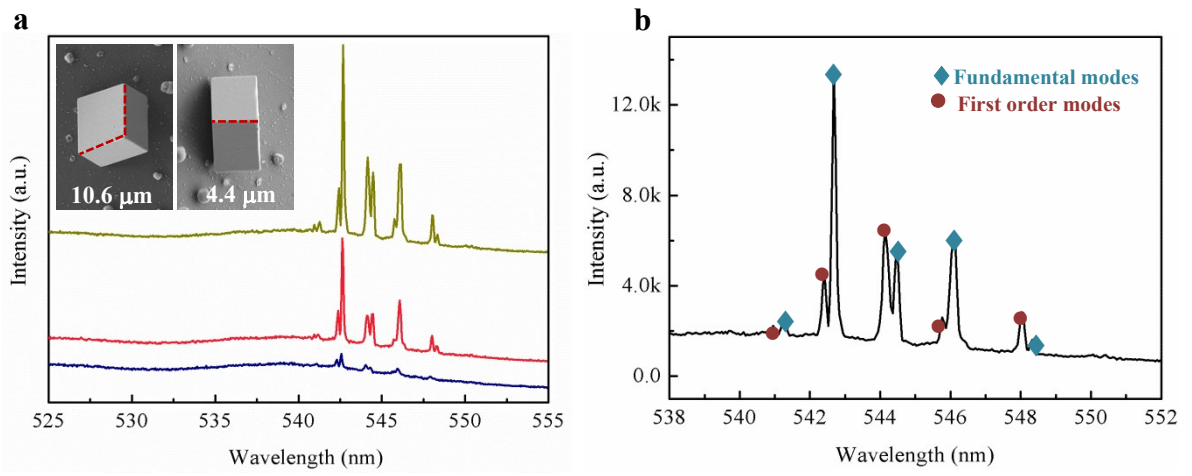 a
10.6 μm
4.4 μm
Intensity (a.u.)
525 530 535 540 545 550 555
Wavelength (nm)
b
Fundamental modes
First order modes
Intensity (a.u.)
12.0k
8.0k
4.0k
0.0
538 540 542 544 546 548 550 552
Wavelength (nm)